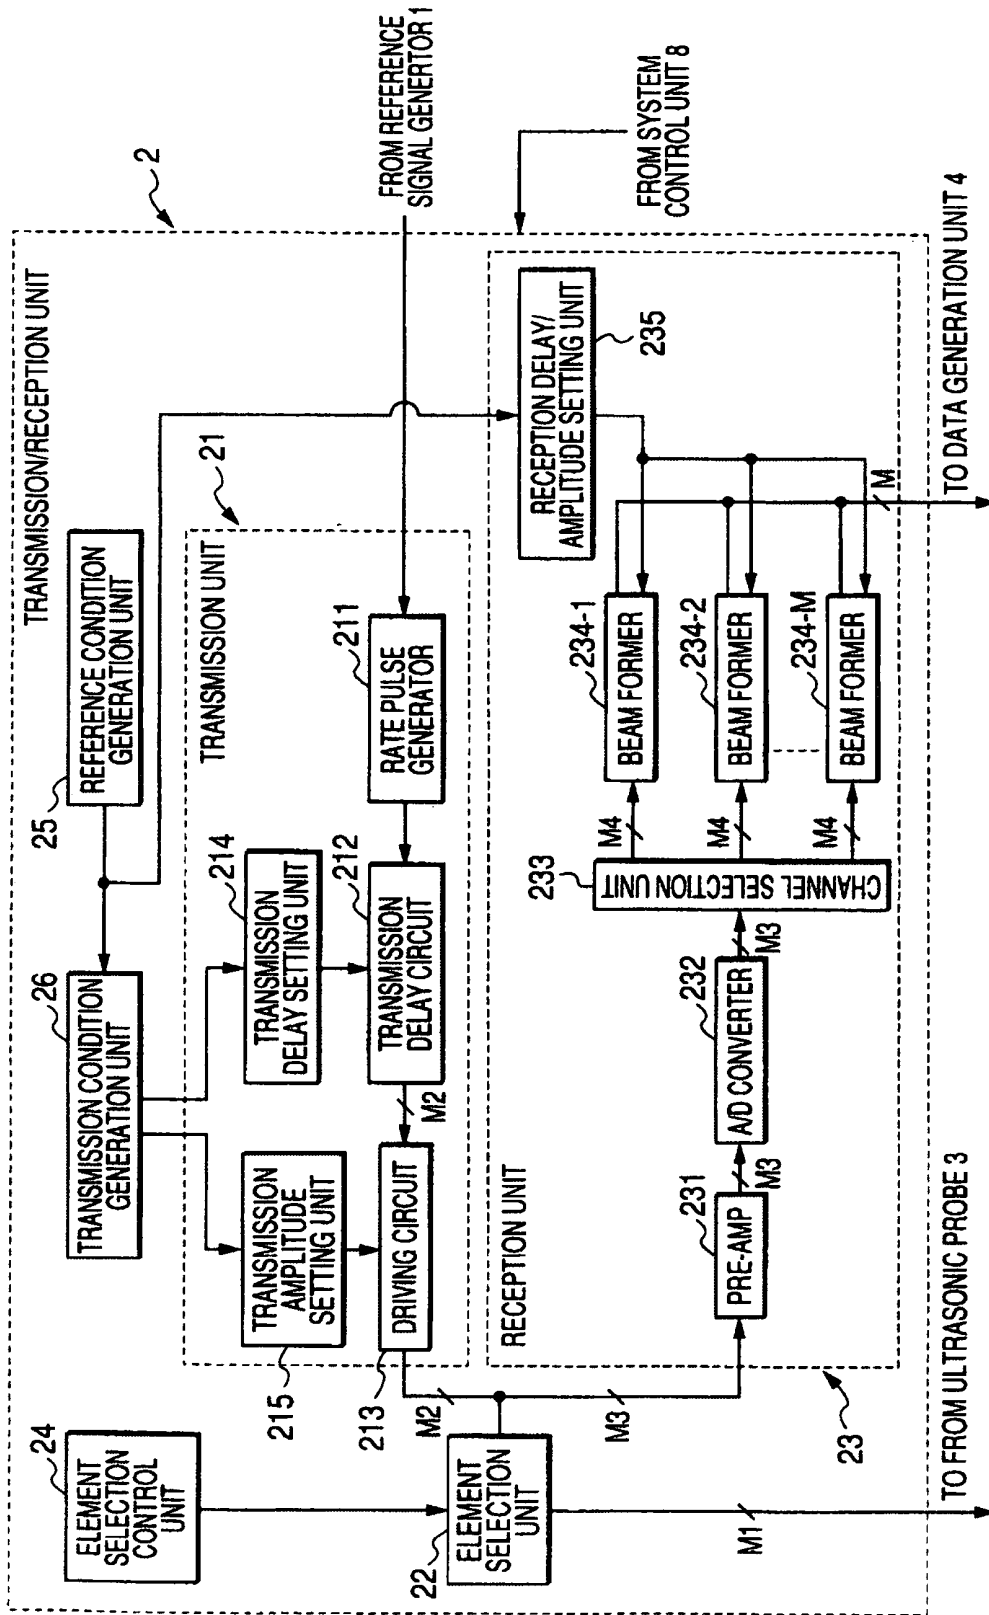 TRANSMISSION/RECEPTION UNIT
2
24
ELEMENT
SELECTION
CONTROL
UNIT
26
TRANSMISSION CONDITION
GENERATION UNIT
25
REFERENCE CONDITION
GENERATION UNIT
TRANSMISSION UNIT
21
215
TRANSMISSION
AMPLITUDE
SETTING UNIT
214
TRANSMISSION
DELAY SETTING UNIT
213
DRIVING CIRCUIT
M2
212
TRANSMISSION
DELAY CIRCUIT
211
RATE PULSE
GENERATOR
FROM REFERENCE
SIGNAL GENERTOR 1
22
ELEMENT
SELECTION
UNIT
M2
M3
M1
RECEPTION UNIT
23
231
PRE-AMP
M3
232
A/D CONVERTER
M3
233
CHANNEL SELECTION UNIT
M4
M4
M4
234-1
BEAM FORMER
234-2
BEAM FORMER
234-M
BEAM FORMER
RECEPTION DELAY/
AMPLITUDE SETTING UNIT
235
M
FROM SYSTEM
CONTROL UNIT 8
TO FROM ULTRASONIC PROBE 3
TO DATA GENERATION UNIT 4